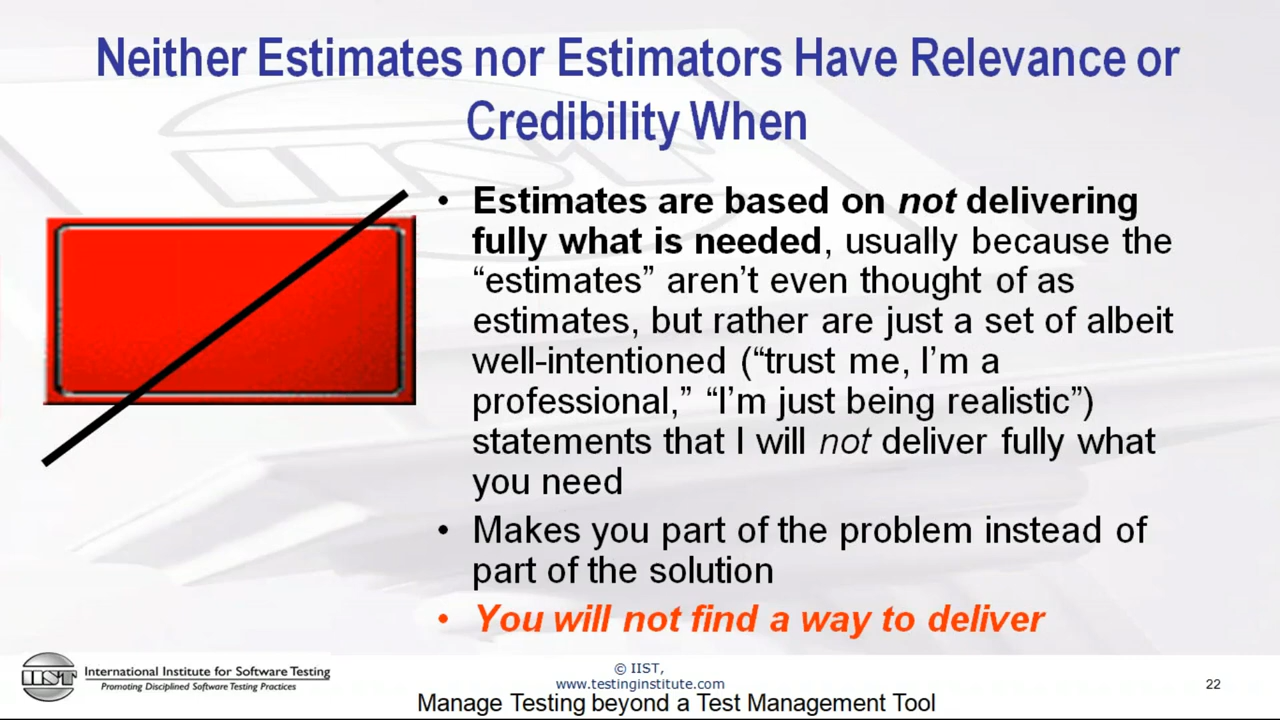 Neither Estimates nor Estimators Have Relevance or
Credibility When
• Estimates are based on not delivering
fully what is needed, usually because the
“estimates” aren’t even thought of as
estimates, but rather are just a set of albeit
well-intentioned (“trust me, I’m a
professional,” “I’m just being realistic”)
statements that I will not deliver fully what
you need
• Makes you part of the problem instead of
part of the solution
• You will not find a way to deliver
IIST
International Institute for Software Testing
Promoting Disciplined Software Testing Practices
© IIST,
www.testinginstitute.com
22
Manage Testing beyond a Test Management Tool